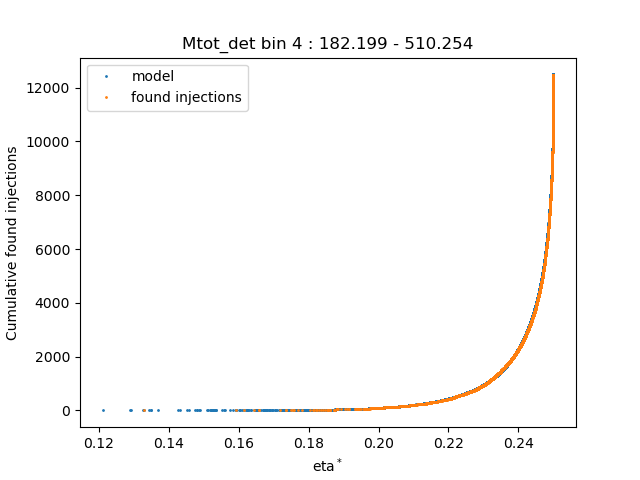 Mtot_det bin 4 : 182.199 - 510.254
model
found injections
Cumulative found injections
12000
10000
8000
6000
4000
2000
0
0.12 0.14 0.16 0.18 0.20 0.22 0.24
eta*